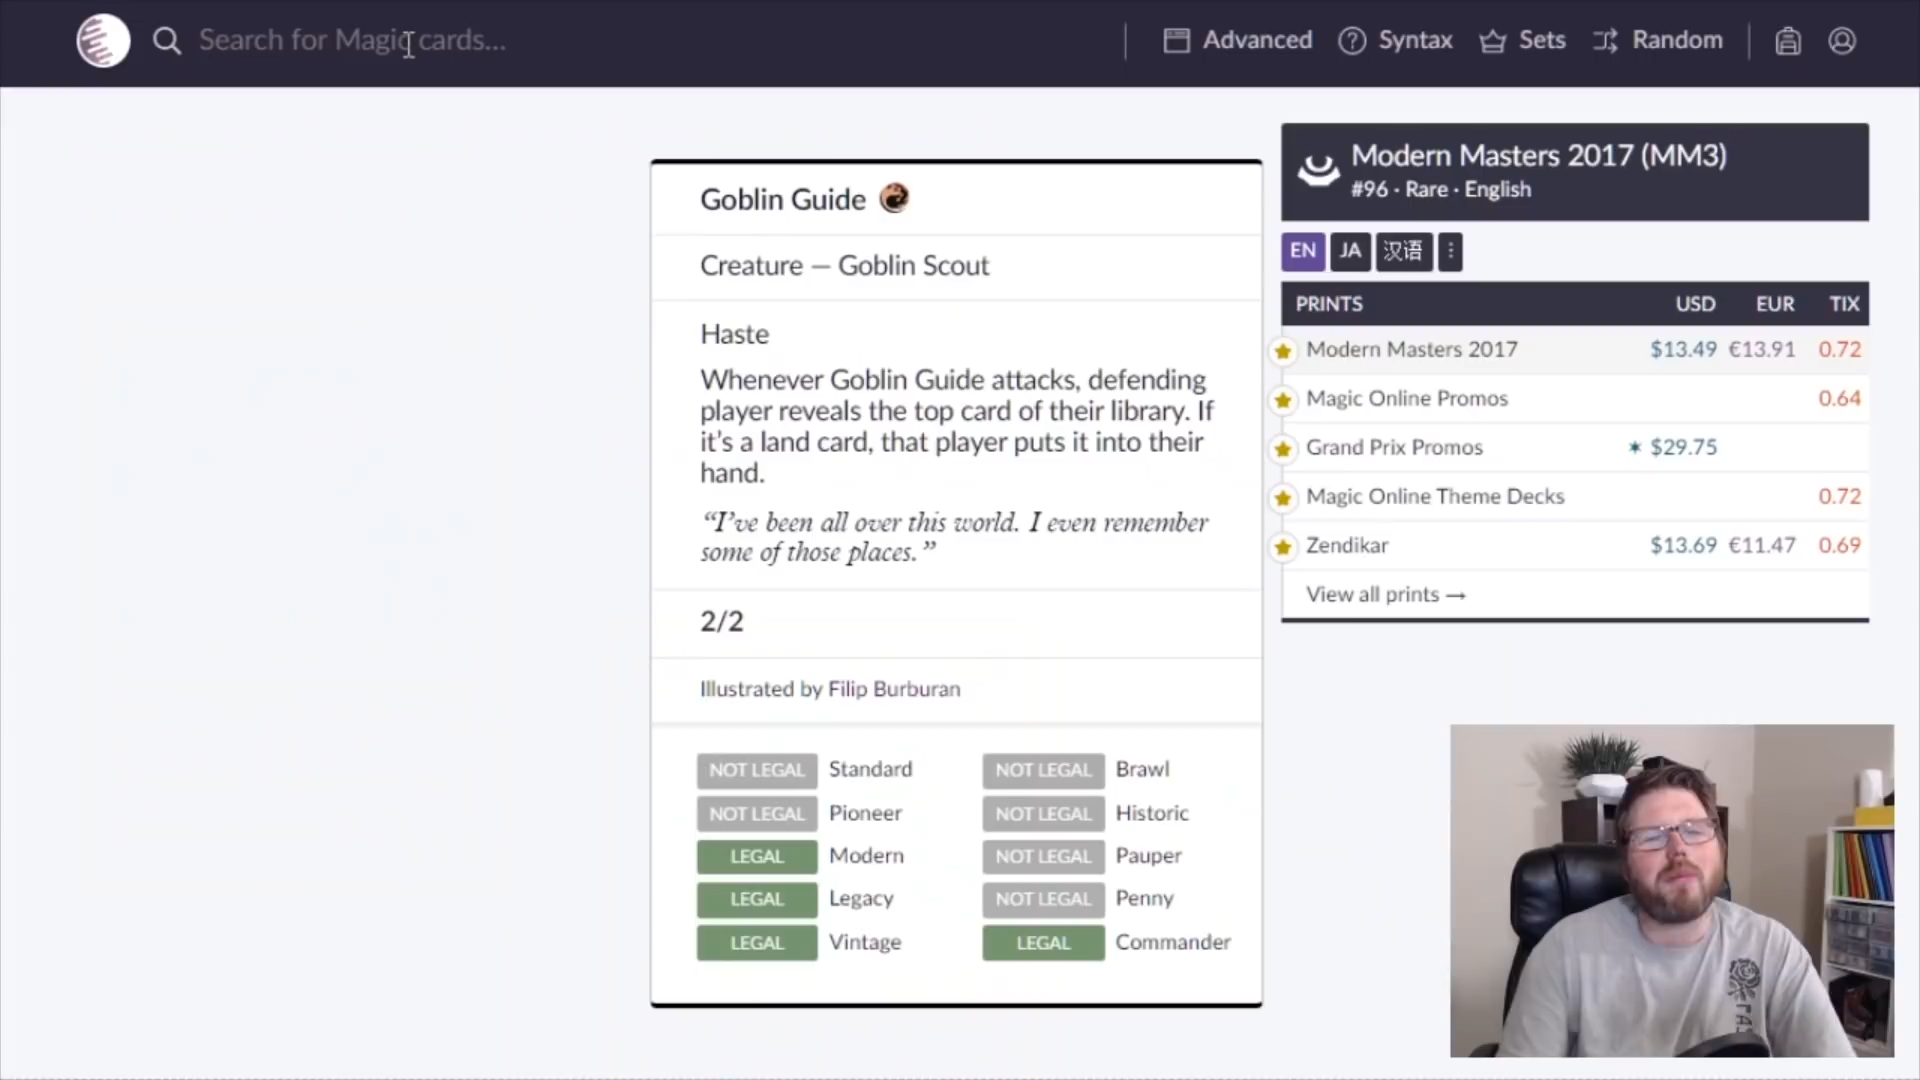 Search for Magic cards...
Advanced
Syntax
Sets
Random
Goblin Guide
Creature — Goblin Scout
Haste
Whenever Goblin Guide attacks, defending
player reveals the top card of their library. If
it's a land card, that player puts it into their
hand.
“I've been all over this world. I even remember
some of those places.”
2/2
Illustrated by Filip Burburan
NOT LEGAL Standard
NOT LEGAL Brawl
NOT LEGAL Pioneer
NOT LEGAL Historic
LEGAL Modern
NOT LEGAL Pauper
LEGAL Legacy
NOT LEGAL Penny
LEGAL Vintage
LEGAL Commander
Modern Masters 2017 (MM3)
#96 · Rare · English
EN JA 汉语
PRINTS USD EUR TIX
Modern Masters 2017 $13.49 €13.91 0.72
Magic Online Promos 0.64
Grand Prix Promos ✶ $29.75
Magic Online Theme Decks 0.72
Zendikar $13.69 €11.47 0.69
View all prints →